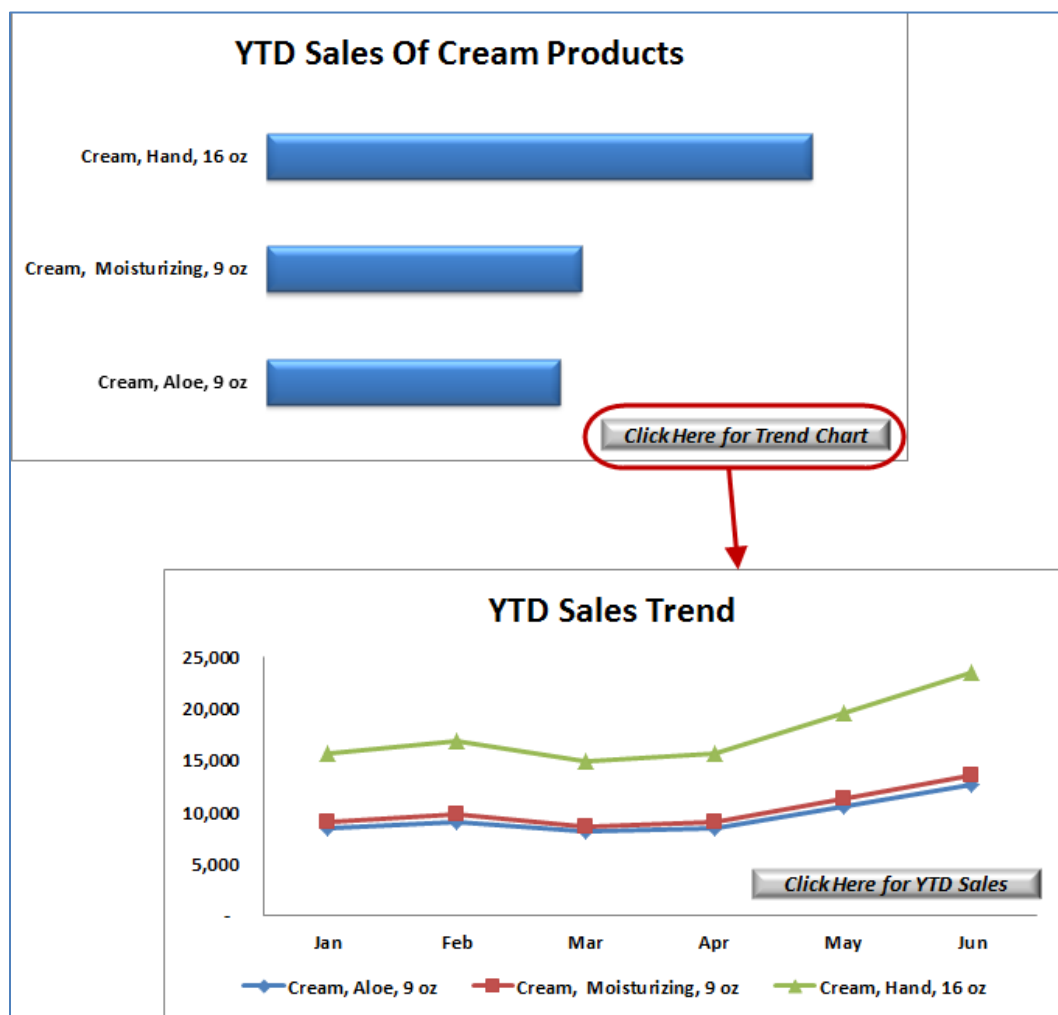 YTD Sales Of Cream Products
Cream, Hand, 16 oz
Cream,  Moisturizing, 9 oz
Cream, Aloe, 9 oz
Click Here for Trend Chart
YTD Sales Trend
25,000
20,000
15,000
10,000
5,000
-
Click Here for YTD Sales
Jan Feb Mar Apr May Jun
Cream, Aloe, 9 oz Cream,  Moisturizing, 9 oz Cream, Hand, 16 oz